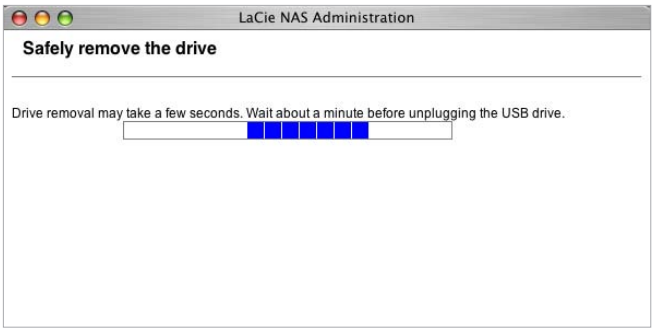 LaCie NAS Administration
Safely remove the drive
Drive removal may take a few seconds. Wait about a minute before unplugging the USB drive.